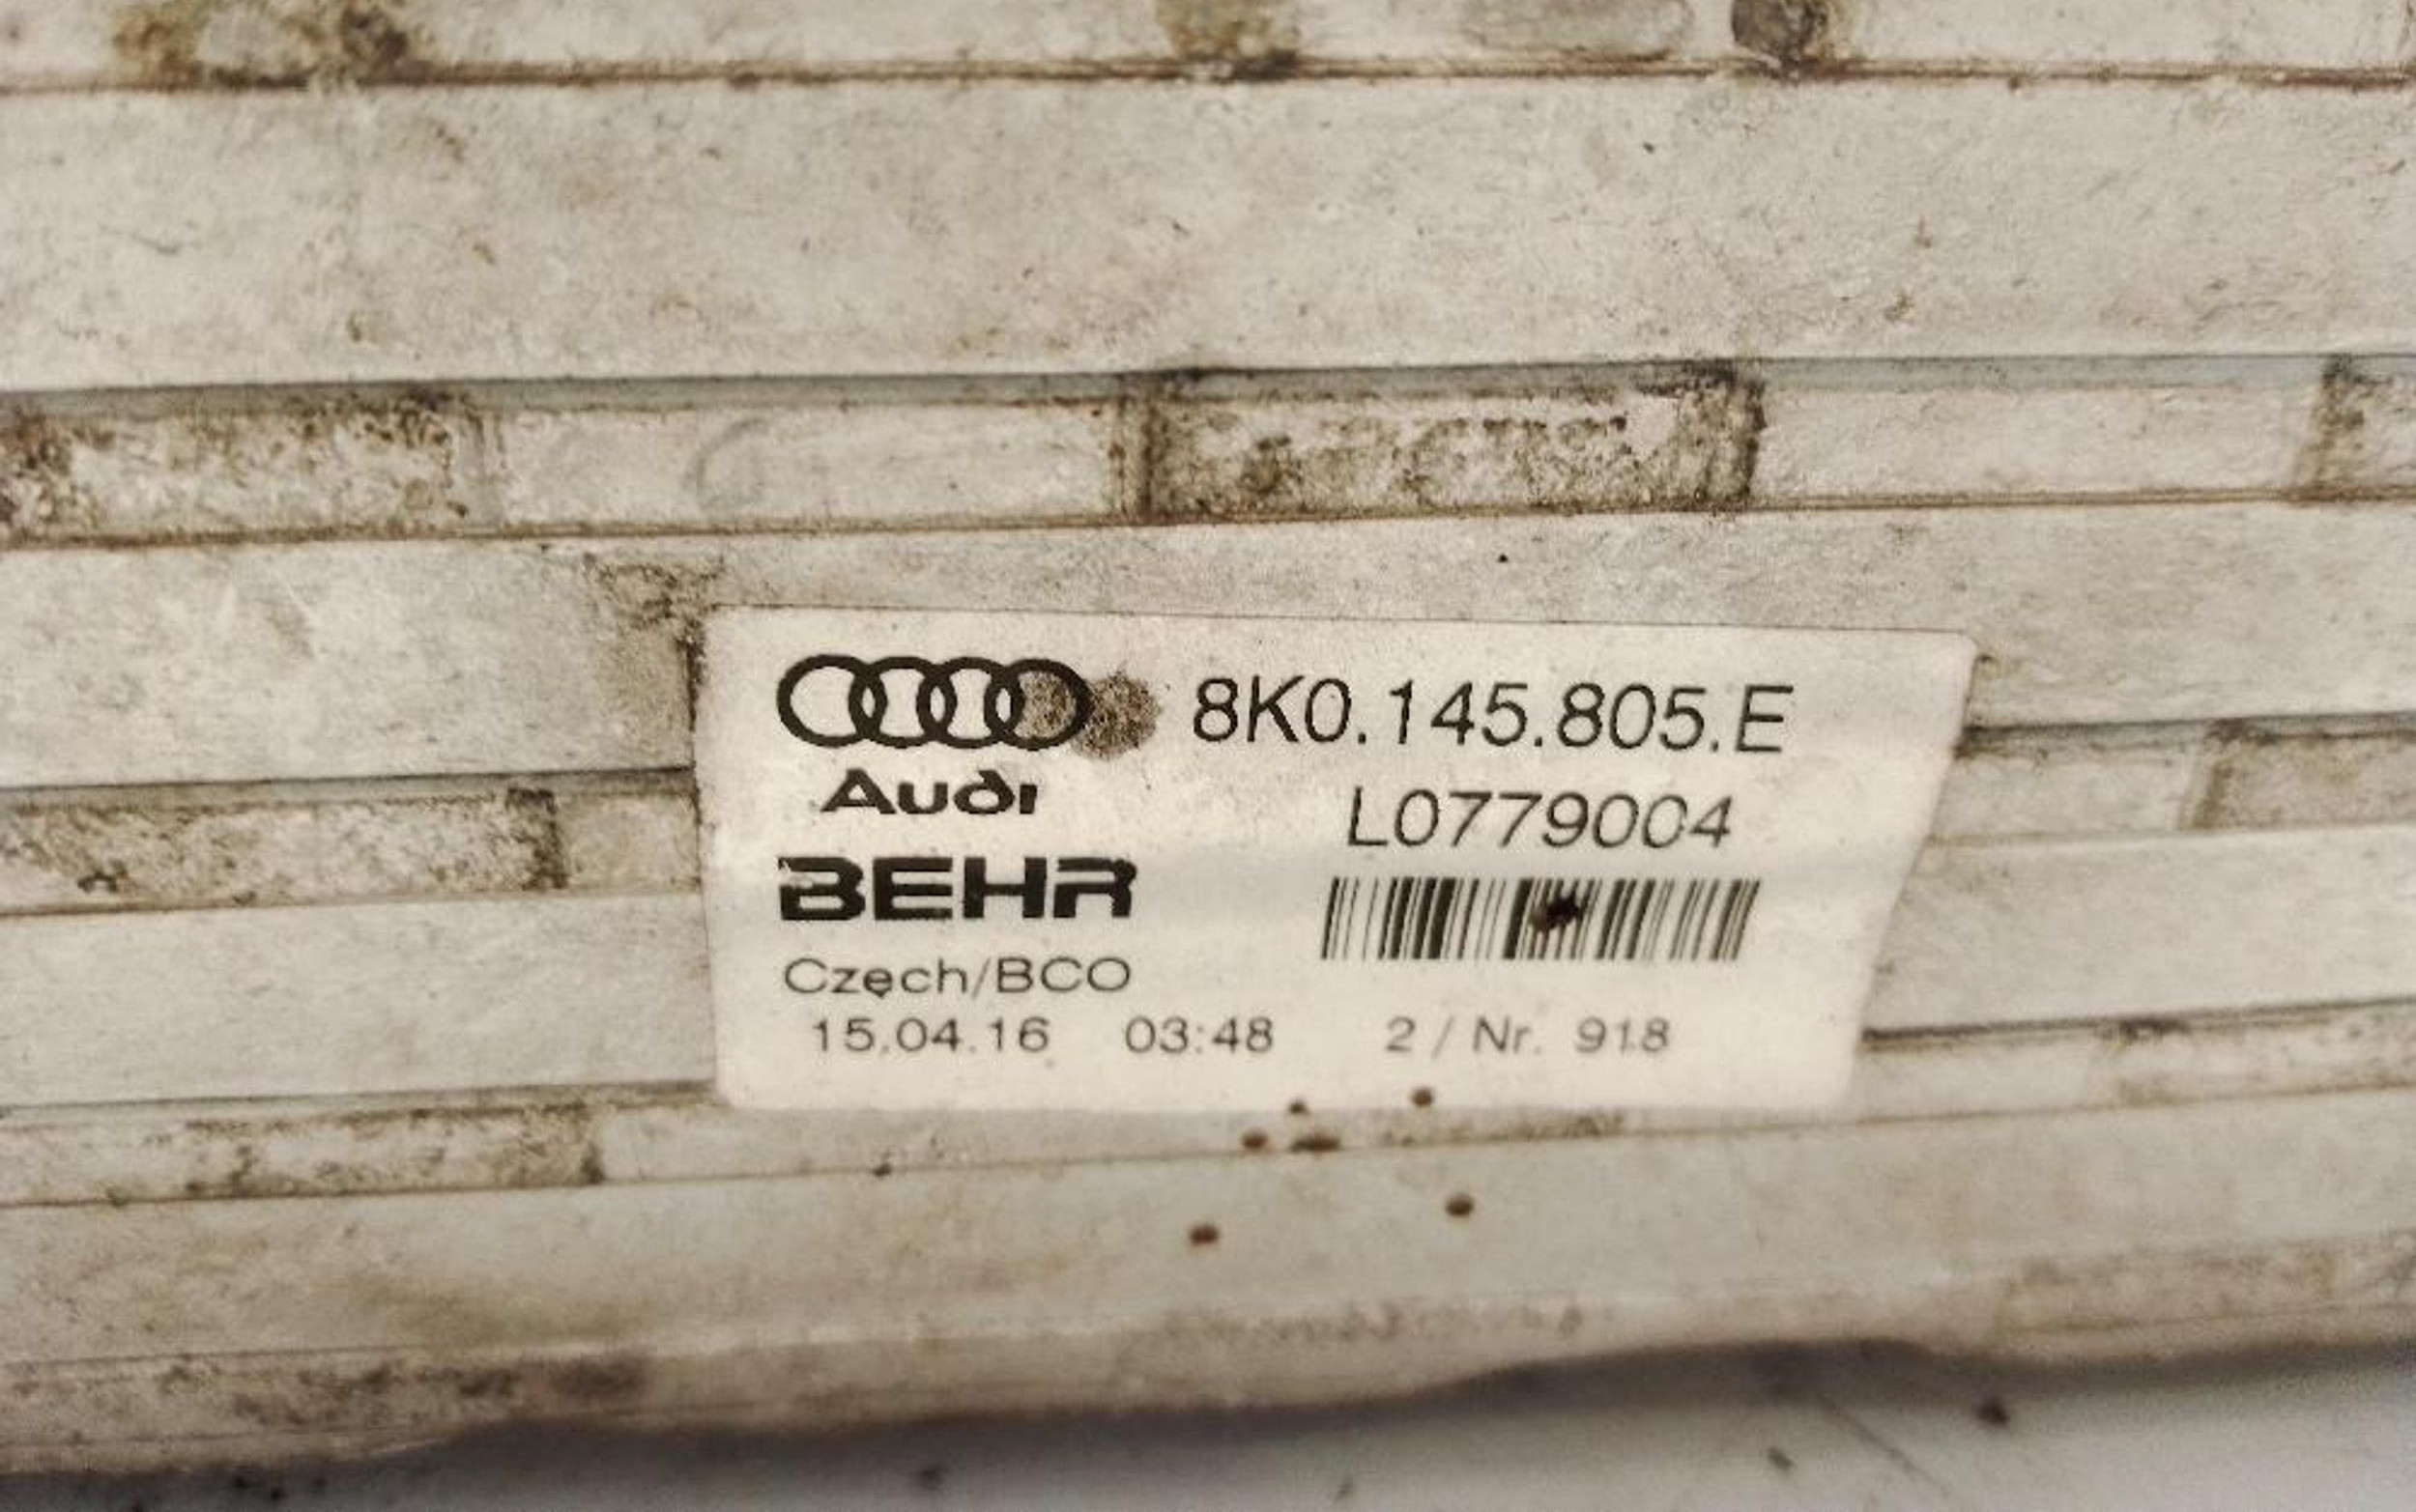 8K0.145.805.E
Audi
L0779004
BEHR
Czech/BCO
15.04.16 03:48 2 / Nr. 918